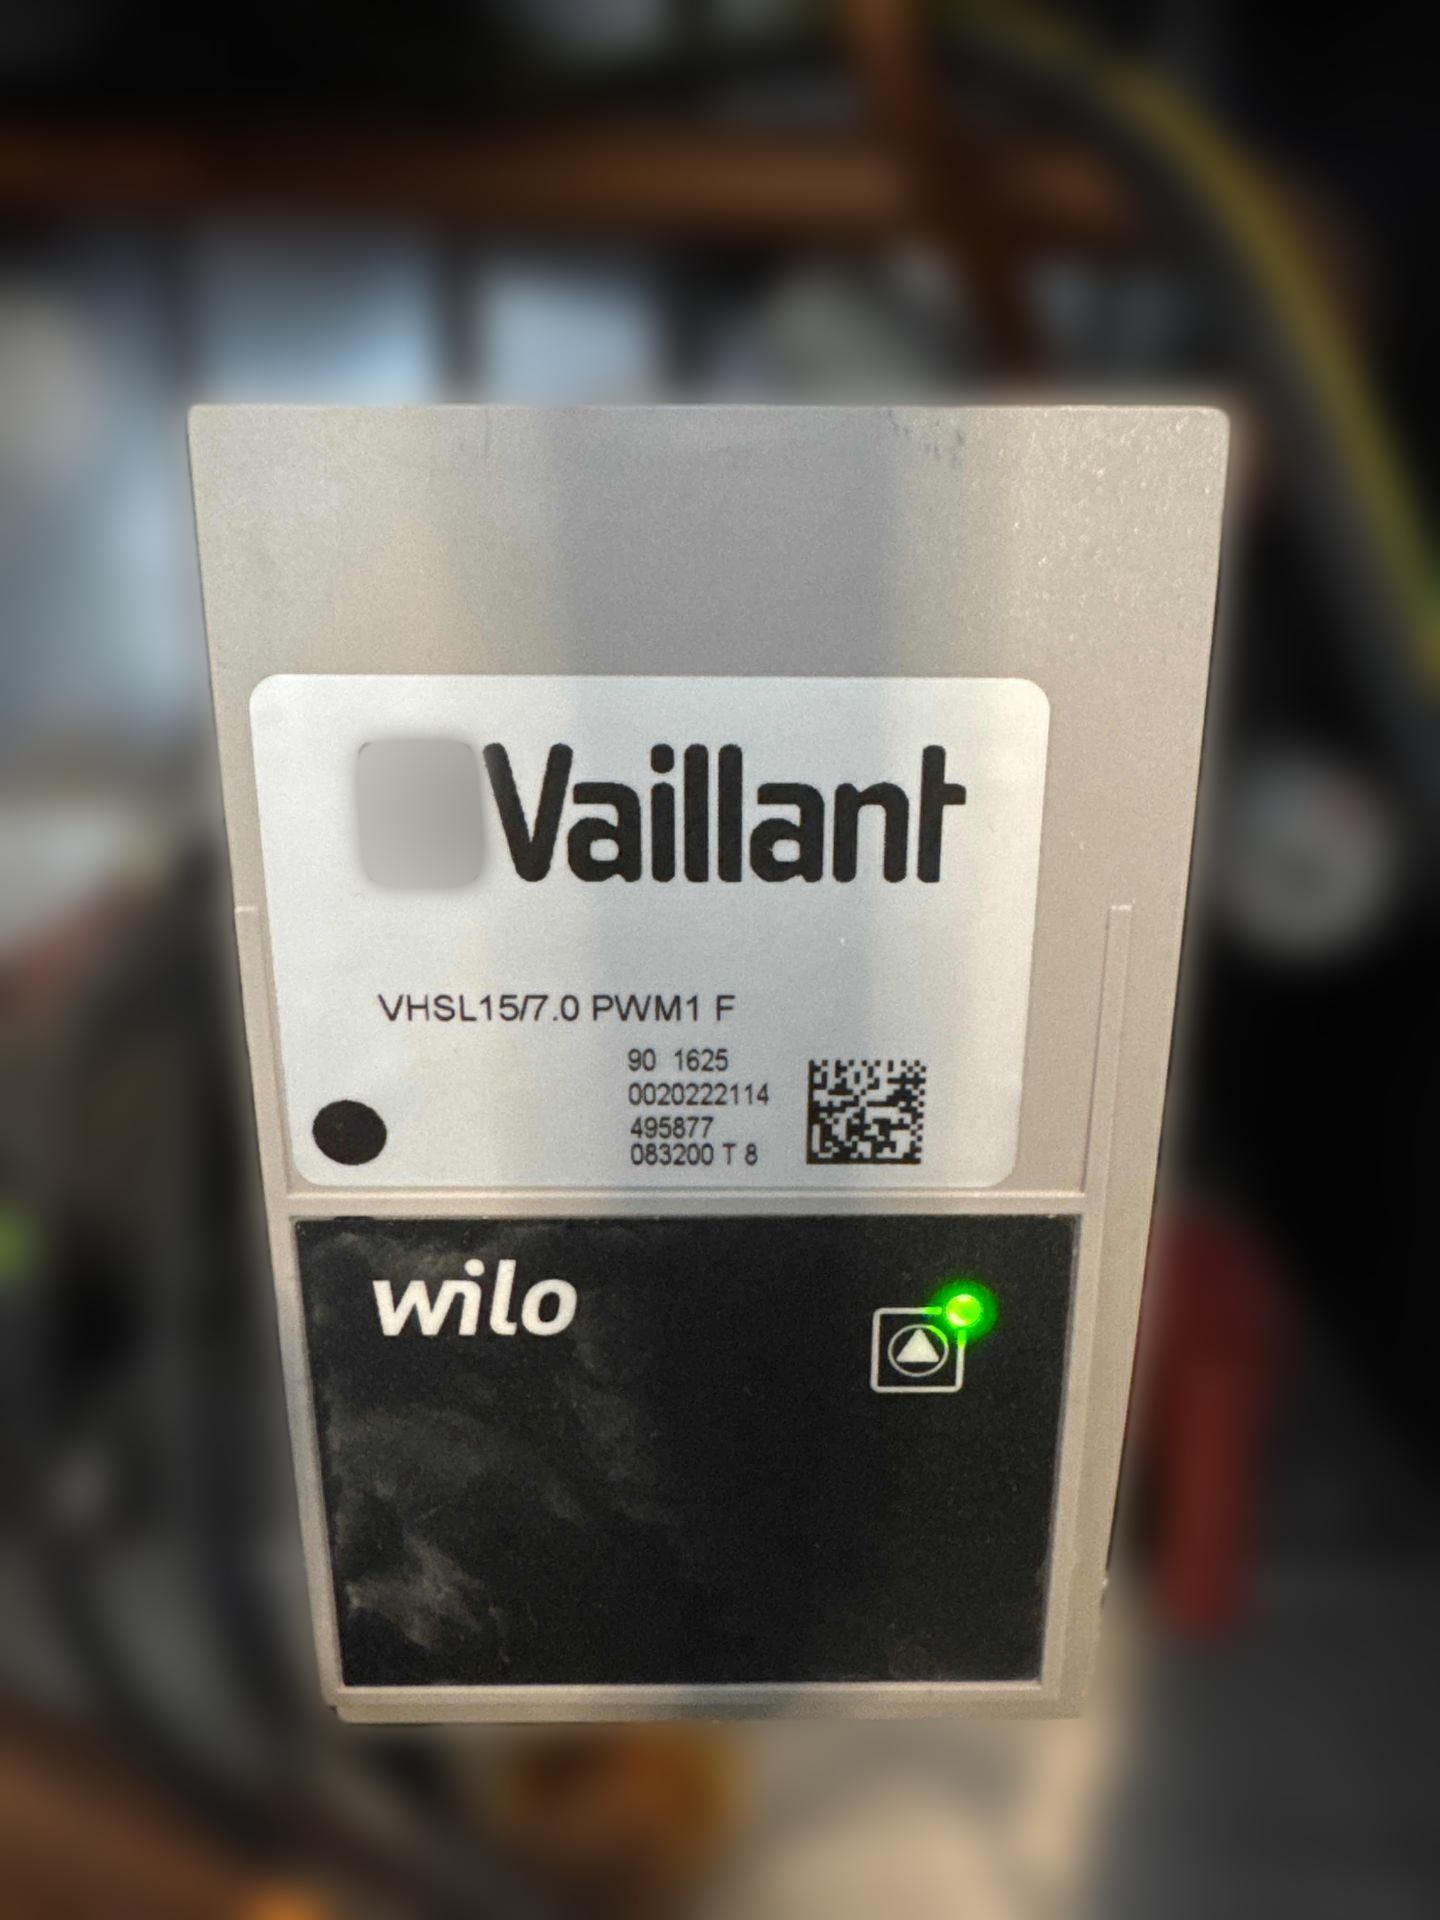 Vaillant
VHSL15/7.0 PWM1 F
90 1625
0020222114
495877
083200 T 8
wilo